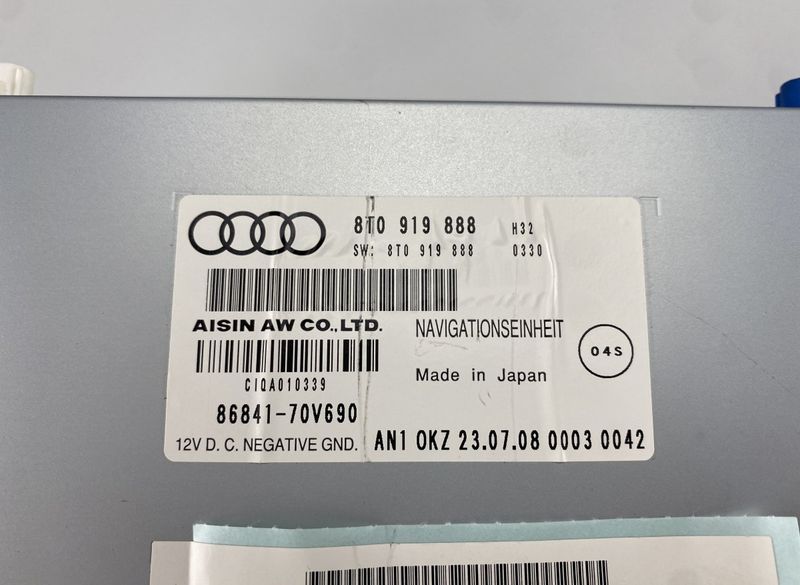 8T0 919 888 H32
SW: 8T0 919 888 0330
AISIN AW CO.,LTD.
NAVIGATIONSEINHEIT
04S
CIQA010339
Made in Japan
86841-70V690
12V D. C. NEGATIVE GND. AN1 OKZ 23.07.08 0003 0042